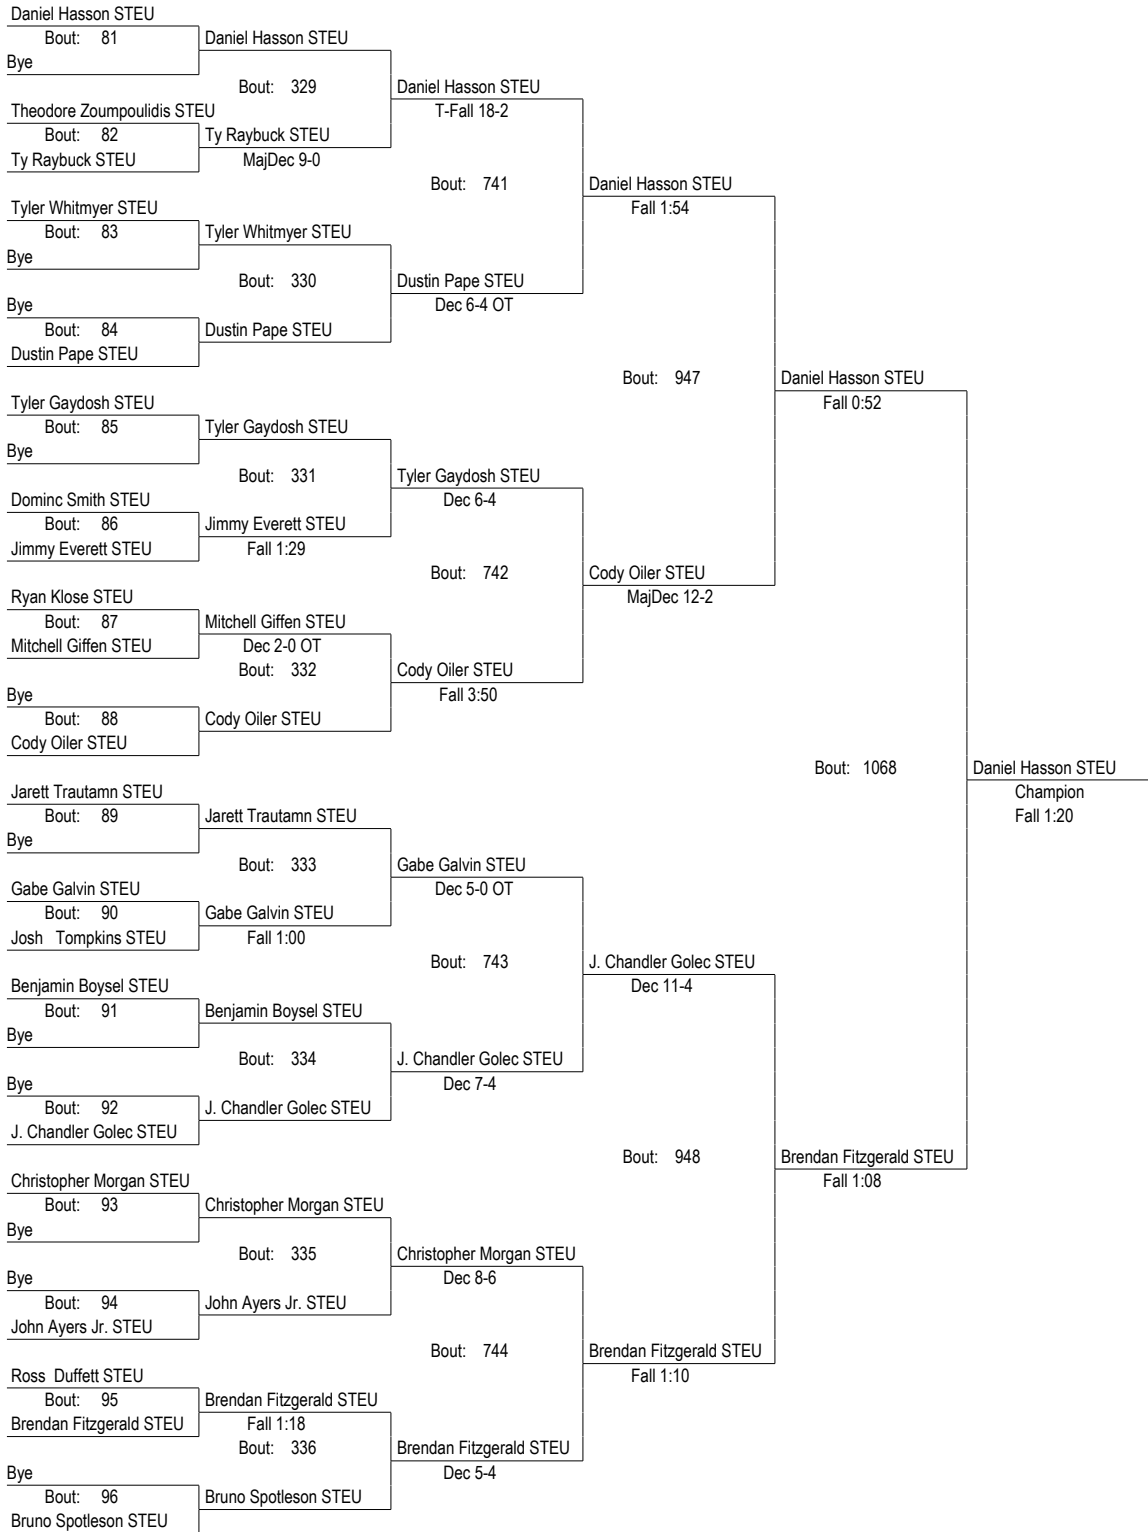 Daniel Hasson STEU
Bout: 81
Daniel Hasson STEU
Bye
Bout: 329
Daniel Hasson STEU
Theodore Zoumpoulidis STEU
T-Fall 18-2
Bout: 82
Ty Raybuck STEU
Ty Raybuck STEU
MajDec 9-0
Bout: 741
Daniel Hasson STEU
Tyler Whitmyer STEU
Fall 1:54
Bout: 83
Tyler Whitmyer STEU
Bye
Bout: 330
Dustin Pape STEU
Bye
Dec 6-4 OT
Bout: 84
Dustin Pape STEU
Dustin Pape STEU
Bout: 947
Daniel Hasson STEU
Tyler Gaydosh STEU
Fall 0:52
Bout: 85
Tyler Gaydosh STEU
Bye
Bout: 331
Tyler Gaydosh STEU
Dominc Smith STEU
Dec 6-4
Bout: 86
Jimmy Everett STEU
Jimmy Everett STEU
Fall 1:29
Bout: 742
Cody Oiler STEU
Ryan Klose STEU
MajDec 12-2
Bout: 87
Mitchell Giffen STEU
Mitchell Giffen STEU
Dec 2-0 OT
Bout: 332
Cody Oiler STEU
Bye
Fall 3:50
Bout: 88
Cody Oiler STEU
Cody Oiler STEU
Bout: 1068
Daniel Hasson STEU
Jarett Trautamn STEU
Champion
Bout: 89
Jarett Trautamn STEU
Fall 1:20
Bye
Bout: 333
Gabe Galvin STEU
Gabe Galvin STEU
Dec 5-0 OT
Bout: 90
Gabe Galvin STEU
Josh Tompkins STEU
Fall 1:00
Bout: 743
J. Chandler Golec STEU
Benjamin Boysel STEU
Dec 11-4
Bout: 91
Benjamin Boysel STEU
Bye
Bout: 334
J. Chandler Golec STEU
Bye
Dec 7-4
Bout: 92
J. Chandler Golec STEU
J. Chandler Golec STEU
Bout: 948
Brendan Fitzgerald STEU
Christopher Morgan STEU
Fall 1:08
Bout: 93
Christopher Morgan STEU
Bye
Bout: 335
Christopher Morgan STEU
Bye
Dec 8-6
Bout: 94
John Ayers Jr. STEU
John Ayers Jr. STEU
Bout: 744
Brendan Fitzgerald STEU
Ross Duffett STEU
Fall 1:10
Bout: 95
Brendan Fitzgerald STEU
Brendan Fitzgerald STEU
Fall 1:18
Bout: 336
Brendan Fitzgerald STEU
Bye
Dec 5-4
Bout: 96
Bruno Spotleson STEU
Bruno Spotleson STEU